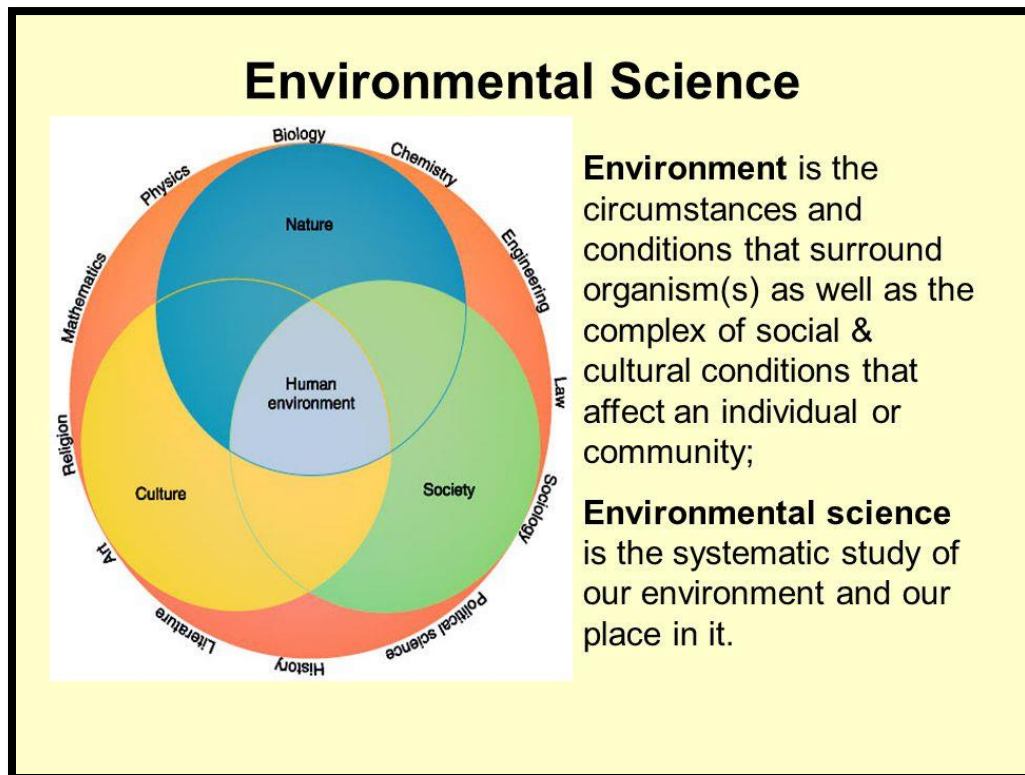 Environmental Science
Biology
Chemistry
Physics
Engineering
Mathematics
Law
Religion
Sociology
Art
Political science
Literature
History
Nature
Human
environment
Culture
Society
Environment is the
circumstances and
conditions that surround
organism(s) as well as the
complex of social &
cultural conditions that
affect an individual or
community;
Environmental science
is the systematic study of
our environment and our
place in it.